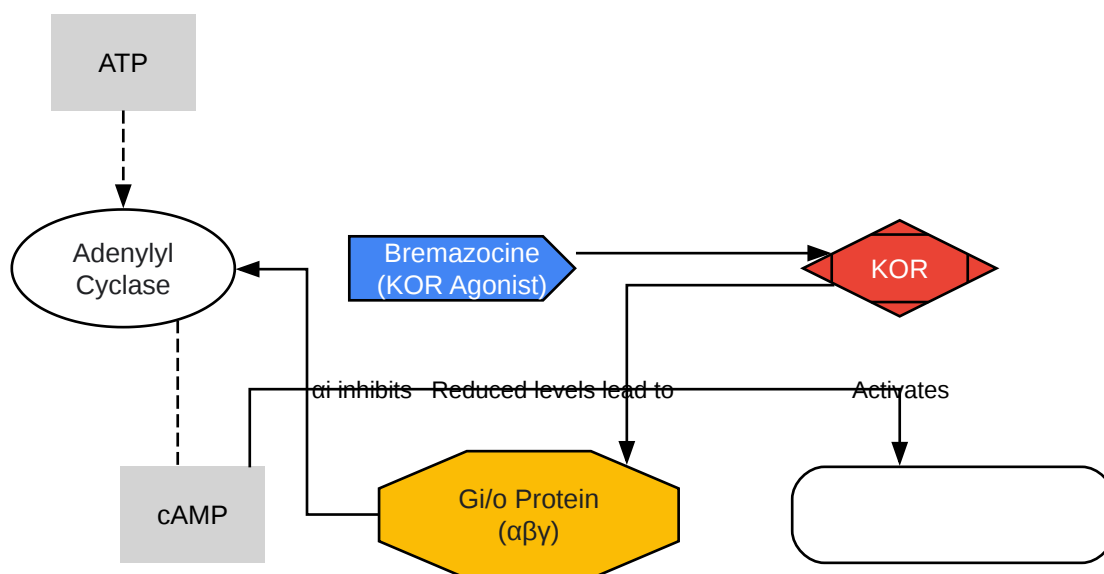 ATP
Adenylyl
Cyclase
Bremazocine
(KOR Agonist)
KOR
αi inhibits
Reduced levels lead to
Activates
cAMP
Gi/o Protein
(αβγ)